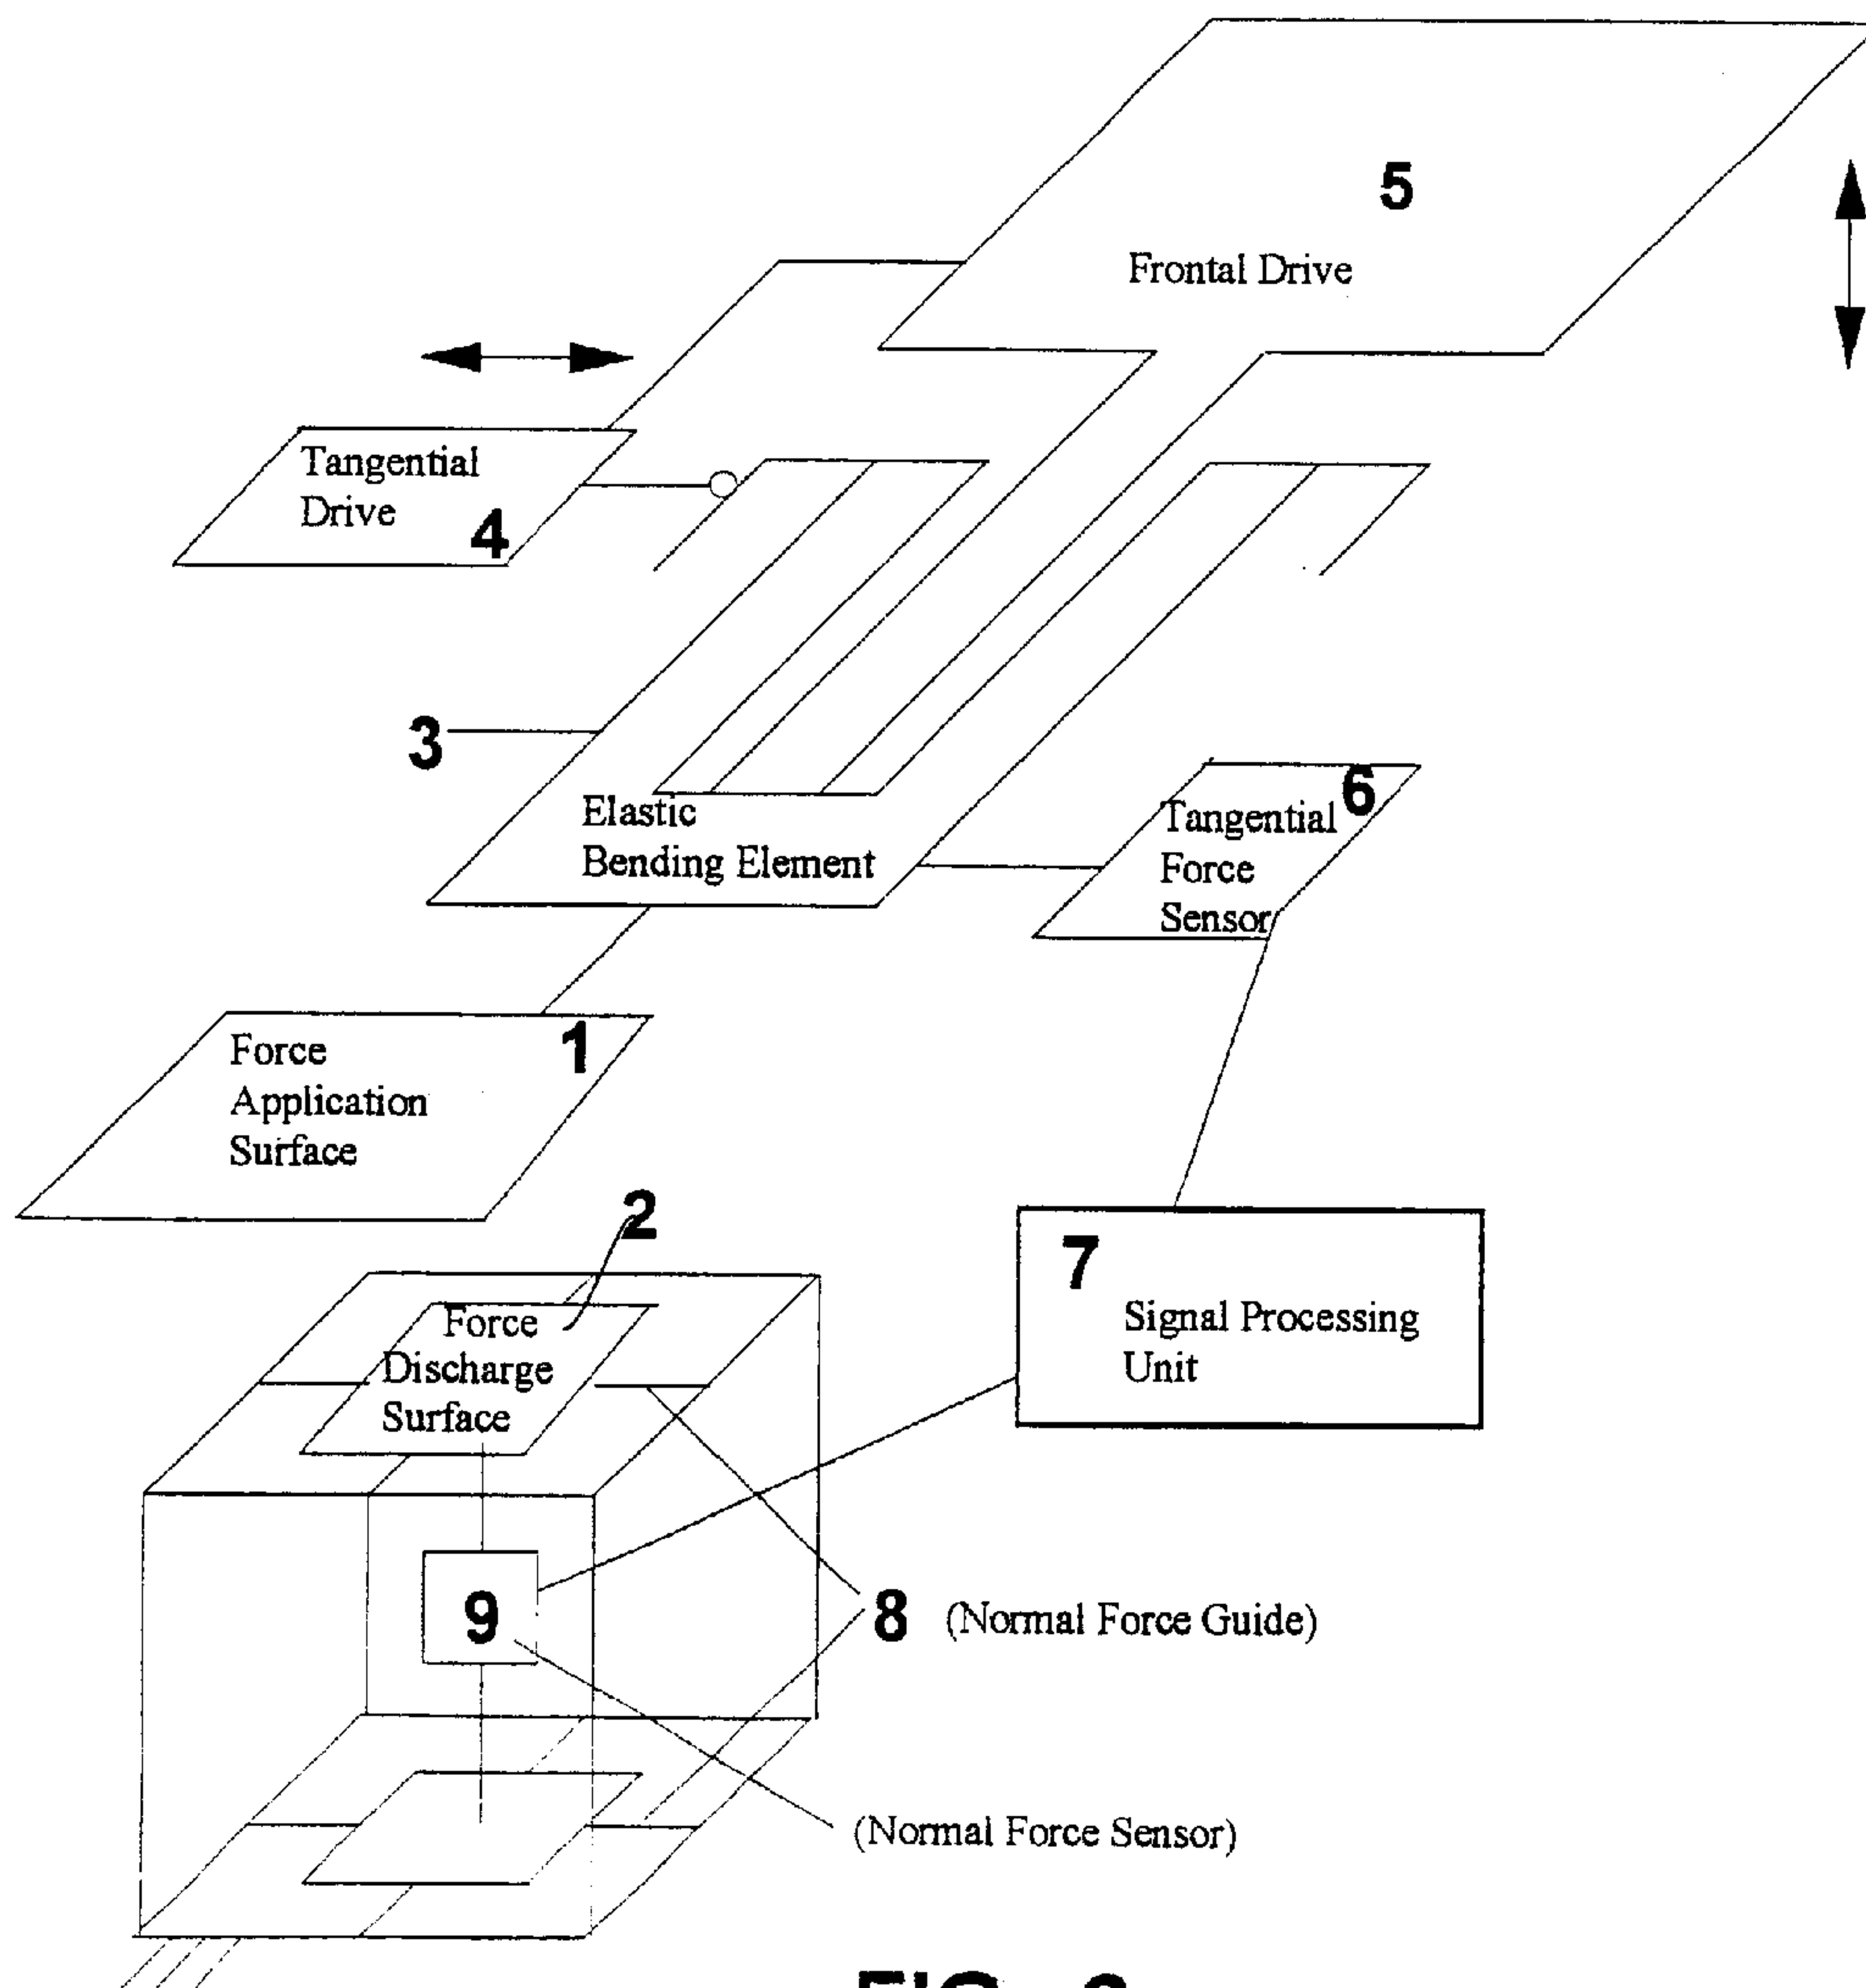 5
Frontal Drive
Tangential
Drive
4
3
Elastic
Bending Element
6
Tangential
Force
Sensor
1
Force
Application
Surface
2
Force
Discharge
Surface
7
Signal Processing
Unit
9
8 (Normal Force Guide)
(Normal Force Sensor)